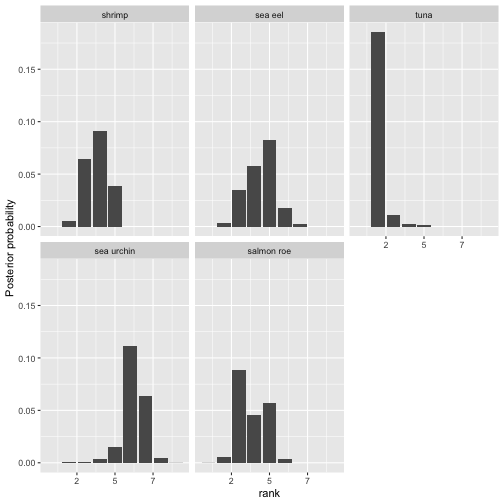 shrimp
sea eel
tuna
0.15
0.10
0.05
0.00
2 5 7
sea urchin
salmon roe
0.15
0.10
0.05
0.00
2 5 7
2 5 7
rank
Posterior probability